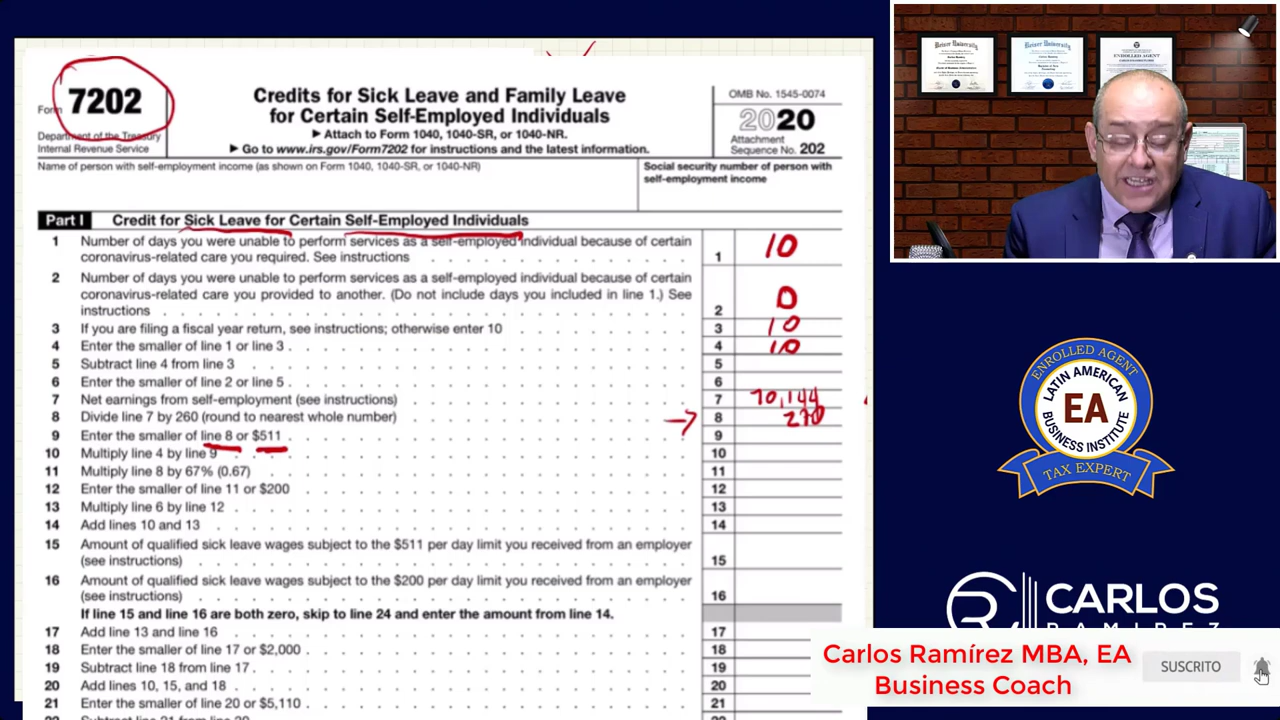 Form 7202
Department of the Treasury
Internal Revenue Service
Credits for Sick Leave and Family Leave
for Certain Self-Employed Individuals
▶ Attach to Form 1040, 1040-SR, or 1040-NR.
▶ Go to www.irs.gov/Form7202 for instructions and the latest information.
OMB No. 1545-0074
2020
Attachment
Sequence No. 202
Name of person with self-employment income (as shown on Form 1040, 1040-SR, or 1040-NR)
Social security number of person with
self-employment income
Part I Credit for Sick Leave for Certain Self-Employed Individuals
1 Number of days you were unable to perform services as a self-employed individual because of certain
coronavirus-related care you required. See instructions 1 10
2 Number of days you were unable to perform services as a self-employed individual because of certain
coronavirus-related care you provided to another. (Do not include days you included in line 1.) See
instructions 2 0
3 If you are filing a fiscal year return, see instructions; otherwise enter 10 3 10
4 Enter the smaller of line 1 or line 3 4 10
5 Subtract line 4 from line 3 5
6 Enter the smaller of line 2 or line 5 6
7 Net earnings from self-employment (see instructions) 7 70,144
8 Divide line 7 by 260 (round to nearest whole number) 8 270
9 Enter the smaller of line 8 or $511 9
10 Multiply line 4 by line 9 10
11 Multiply line 8 by 67% (0.67) 11
12 Enter the smaller of line 11 or $200 12
13 Multiply line 6 by line 12 13
14 Add lines 10 and 13 14
15 Amount of qualified sick leave wages subject to the $511 per day limit you received from an employer
(see instructions) 15
16 Amount of qualified sick leave wages subject to the $200 per day limit you received from an employer
(see instructions) 16
If line 15 and line 16 are both zero, skip to line 24 and enter the amount from line 14.
17 Add line 13 and line 16 17
18 Enter the smaller of line 17 or $2,000 18
19 Subtract line 18 from line 17 19
20 Add lines 10, 15, and 18 20
21 Enter the smaller of line 20 or $5,110 21
Keiser University
Keiser University
ENROLLED AGENT
ENROLLED AGENT
LATIN AMERICAN
EA
BUSINESS INSTITUTE
TAX EXPERT
CARLOS
RAMIREZ
Carlos Ramírez MBA, EA
Business Coach
SUSCRITO